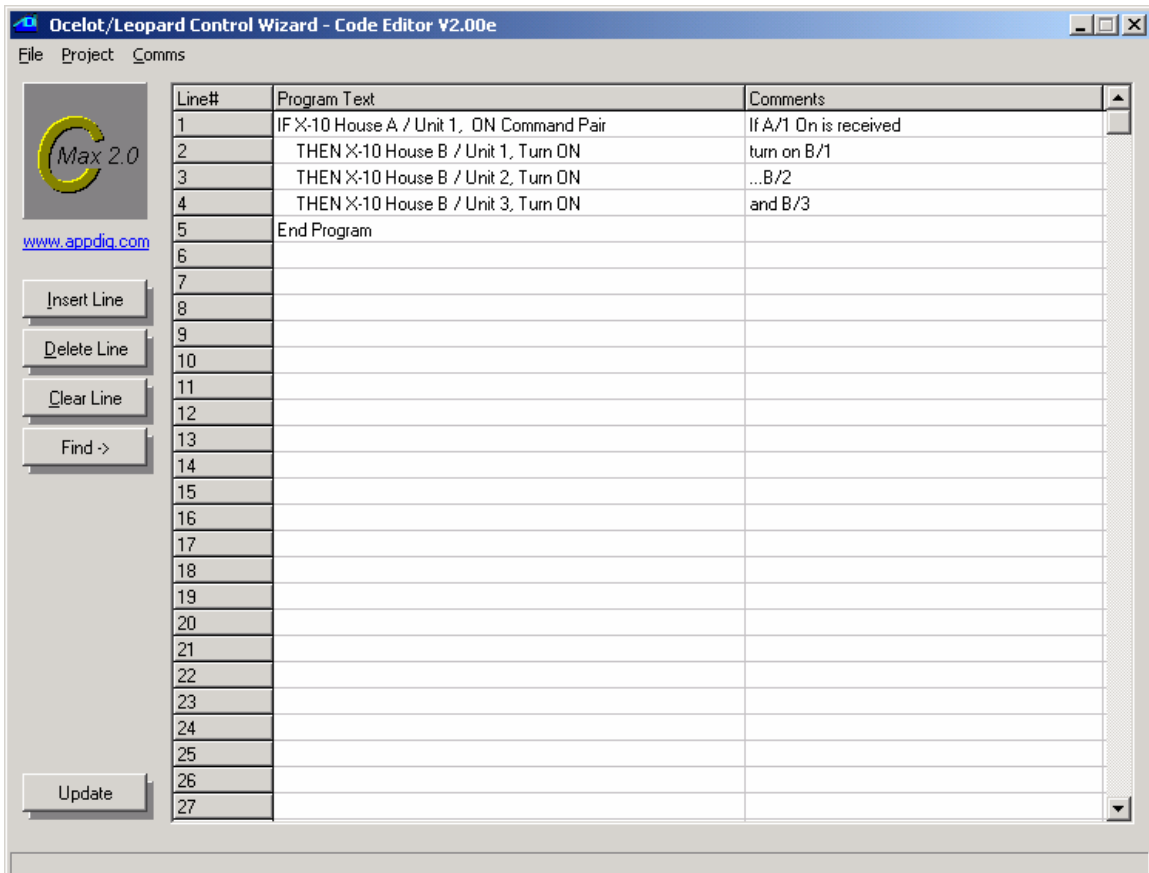 Ocelot/Leopard Control Wizard - Code Editor V2.00e
File Project Comms
CMax 2.0
www.appdig.com
Insert Line
Delete Line
Clear Line
Find ->
Update
Line# Program Text Comments
1 IF X-10 House A / Unit 1,  ON Command Pair If A/1 On is received
2 THEN X-10 House B / Unit 1, Turn ON turn on B/1
3 THEN X-10 House B / Unit 2, Turn ON ...B/2
4 THEN X-10 House B / Unit 3, Turn ON and B/3
5 End Program
6
7
8
9
10
11
12
13
14
15
16
17
18
19
20
21
22
23
24
25
26
27